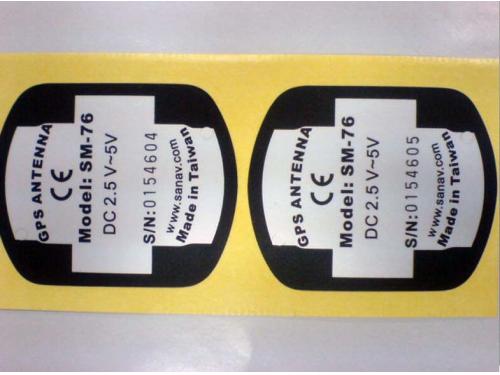 GPS ANTENNA
CE
Model: SM-76
DC 2.5 V~5V
S/N:0154604
www.sanav.com
Made in Taiwan
GPS ANTENNA
CE
Model: SM-76
DC 2.5 V~5V
S/N:0154605
www.sanav.com
Made in Taiwan